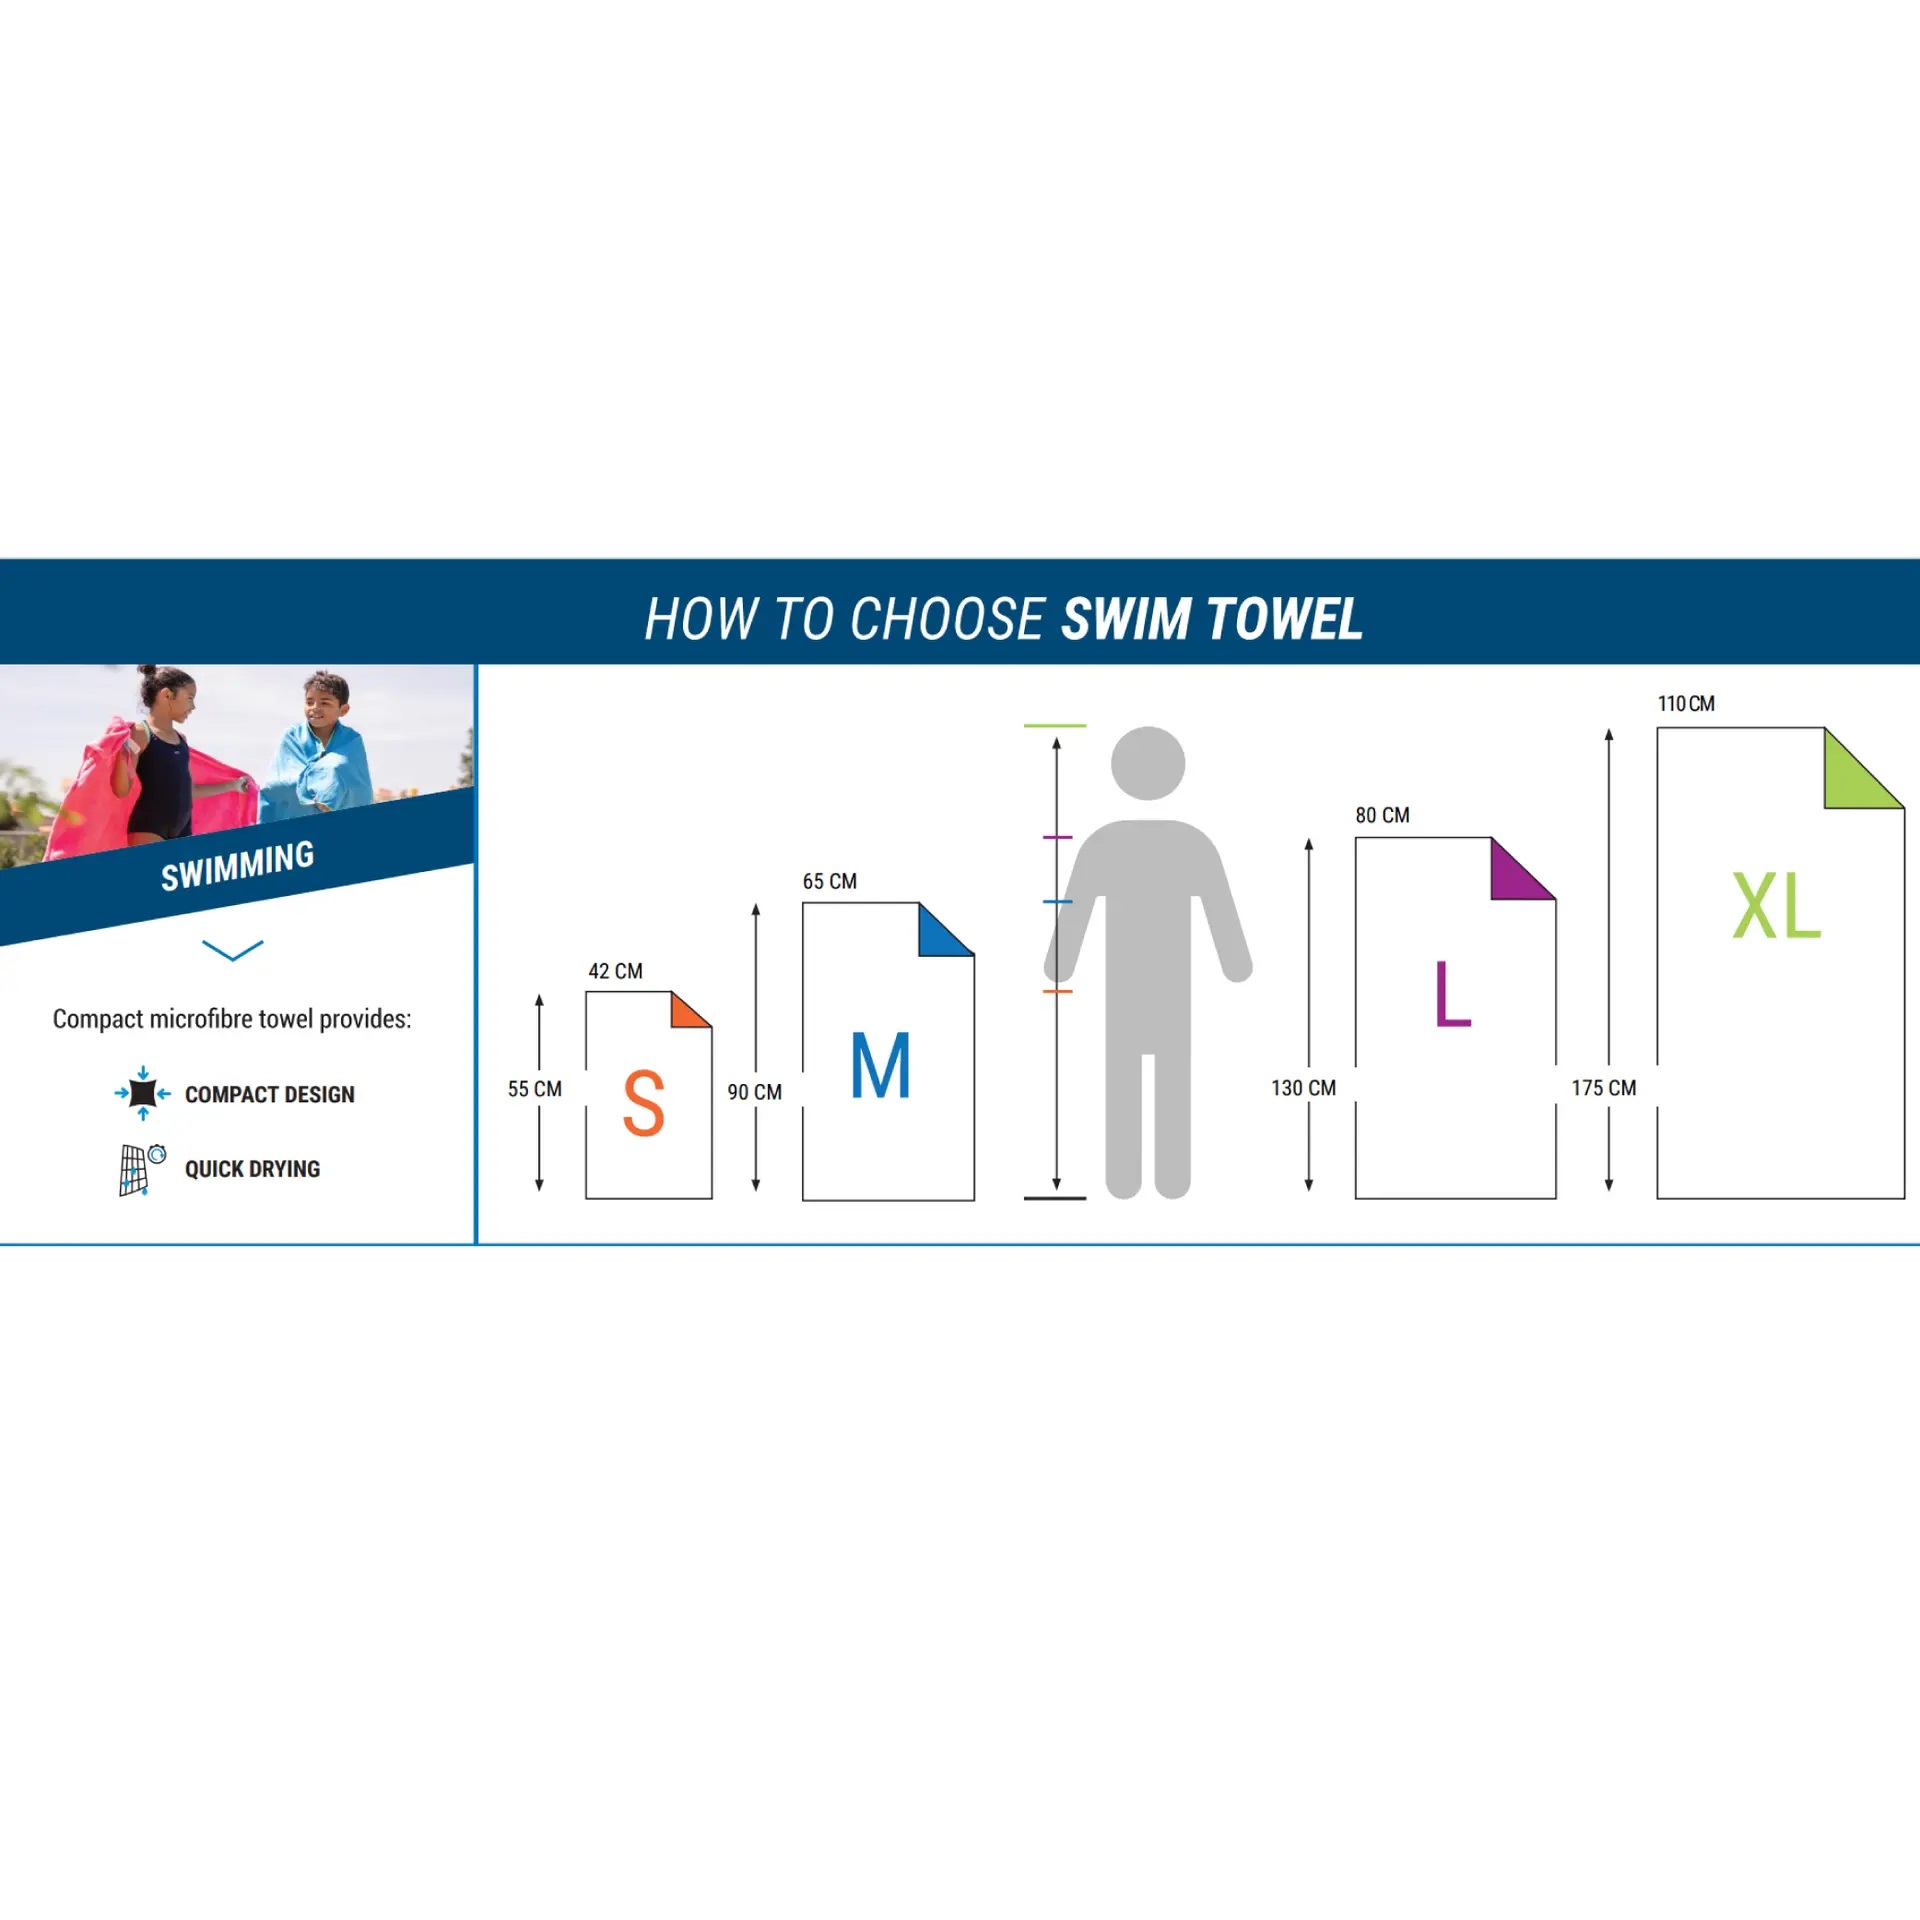 HOW TO CHOOSE SWIM TOWEL
SWIMMING
Compact microfibre towel provides:
COMPACT DESIGN
QUICK DRYING
42 CM
55 CM
S
65 CM
90 CM
M
80 CM
130 CM
L
110 CM
175 CM
XL